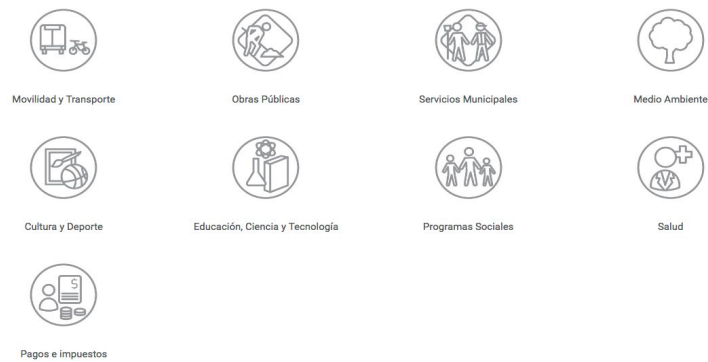 Movilidad y Transporte
Obras Públicas
Servicios Municipales
Medio Ambiente
Cultura y Deporte
Educación, Ciencia y Tecnología
Programas Sociales
Salud
$
Pagos e impuestos